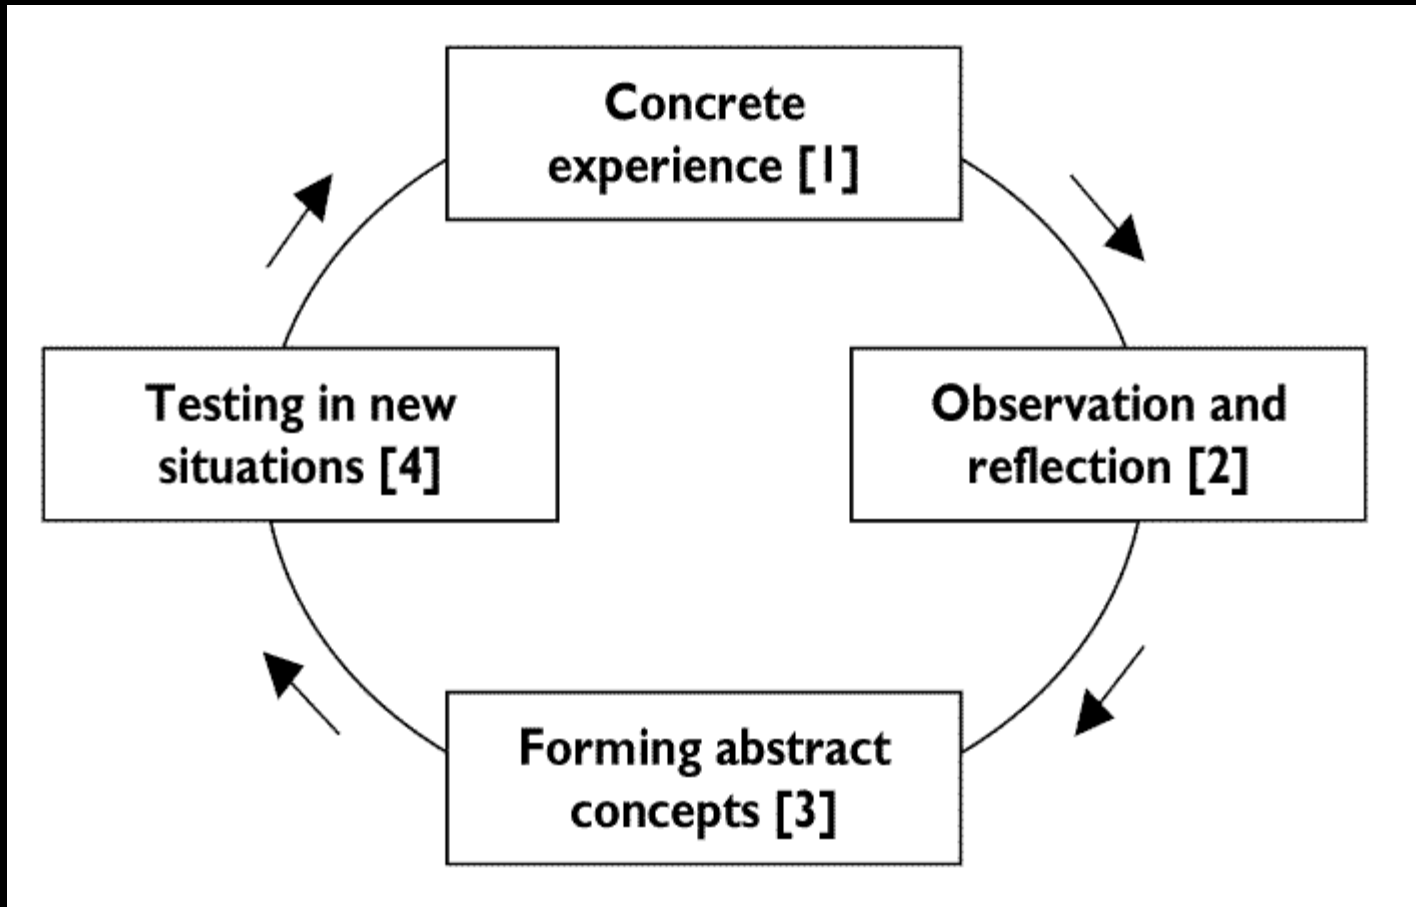 Concrete
experience [1]
Testing in new
situations [4]
Observation and
reflection [2]
Forming abstract
concepts [3]